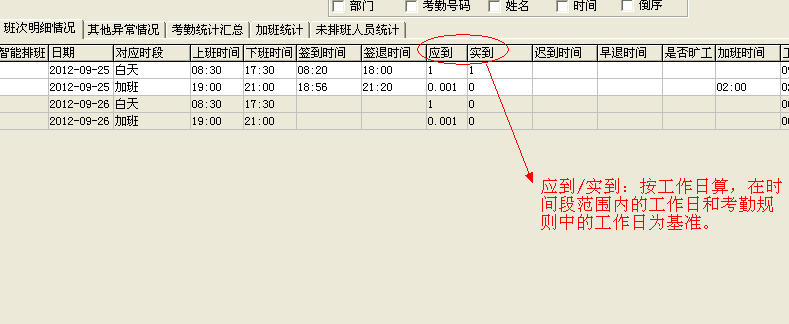 部门 考勤号码 姓名 时间 倒序
班次明细情况 其他异常情况 考勤统计汇总 加班统计 未排班人员统计
智能排班 日期 对应时段 上班时间 下班时间 签到时间 签退时间 应到 实到 迟到时间 早退时间 是否旷工 加班时间
2012-09-25 白天 08:30 17:30 08:20 18:00 1 1
2012-09-25 加班 19:00 21:00 18:56 21:20 0.001 0 02:00
2012-09-26 白天 08:30 17:30 1 0
2012-09-26 加班 19:00 21:00 0.001 0
应到/实到：按工作日算，在时
间段范围内的工作日和考勤规
则中的工作日为基准。